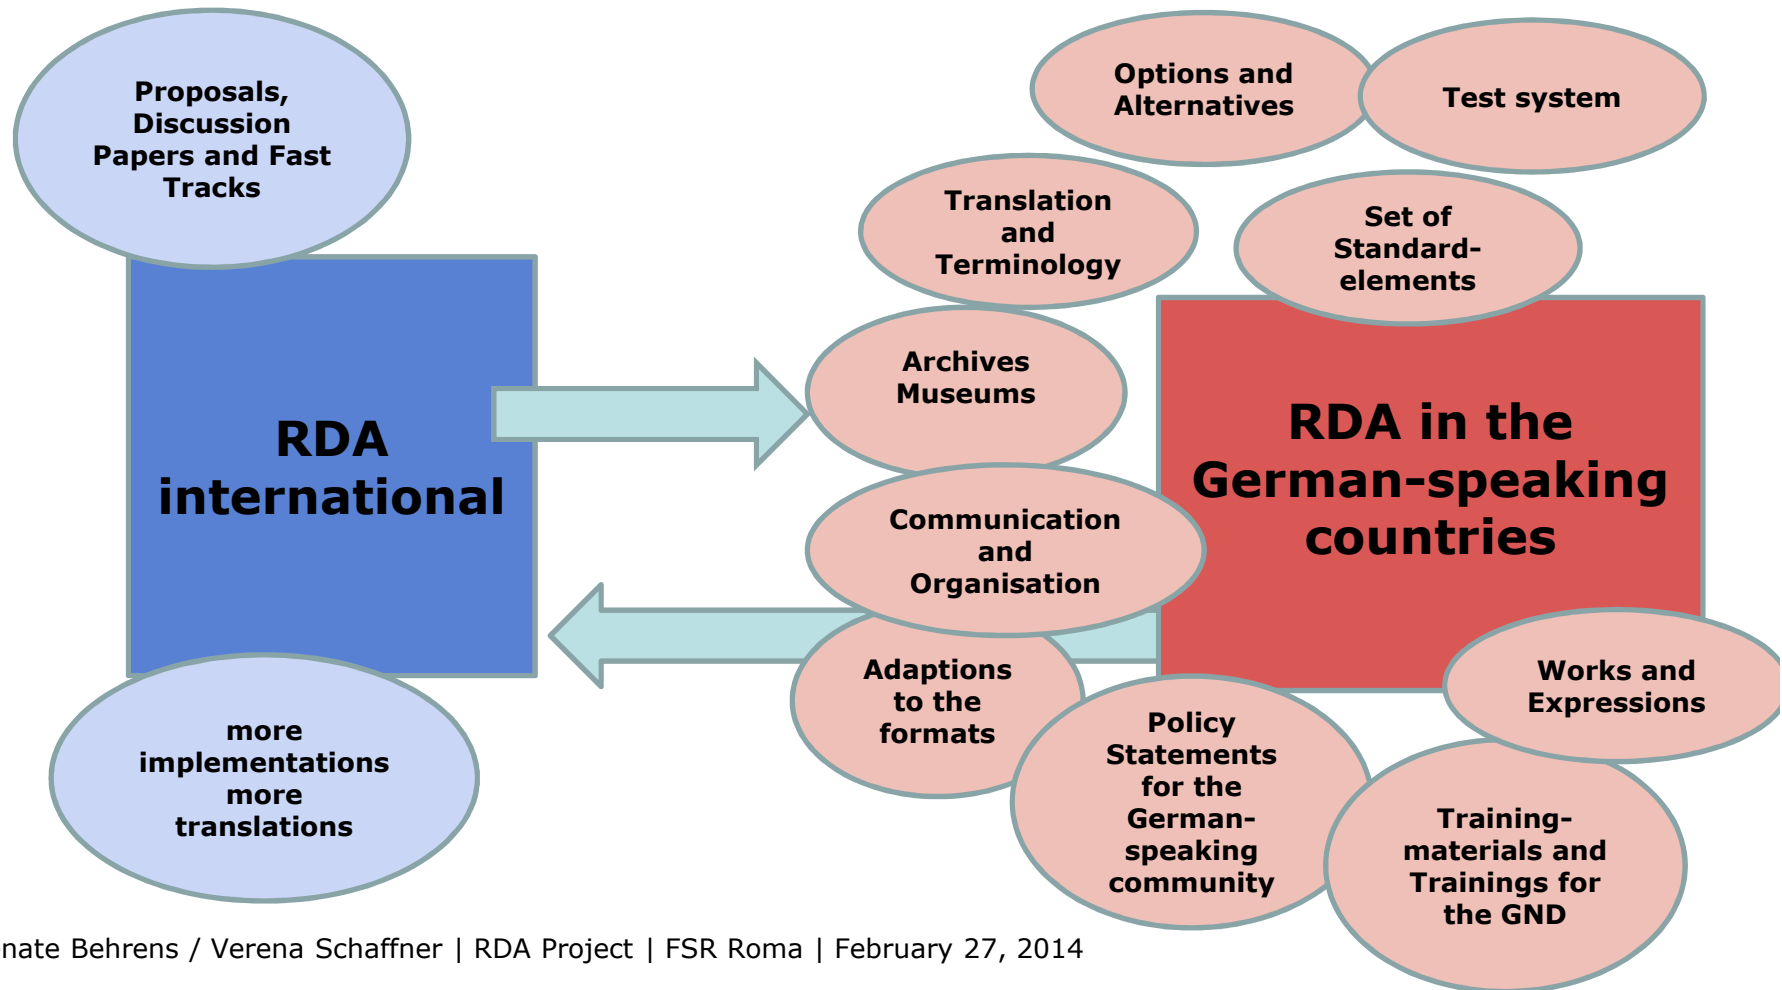 Proposals,
Discussion
Papers and Fast
Tracks
RDA
international
more
implementations
more
translations
Options and
Alternatives
Test system
Translation
and
Terminology
Set of
Standard-
elements
Archives
Museums
RDA in the
German-speaking
countries
Communication
and
Organisation
Adaptions
to the
formats
Policy
Statements
for the
German-
speaking
community
Works and
Expressions
Training-
materials and
Trainings for
the GND
enate Behrens / Verena Schaffner | RDA Project | FSR Roma | February 27, 2014